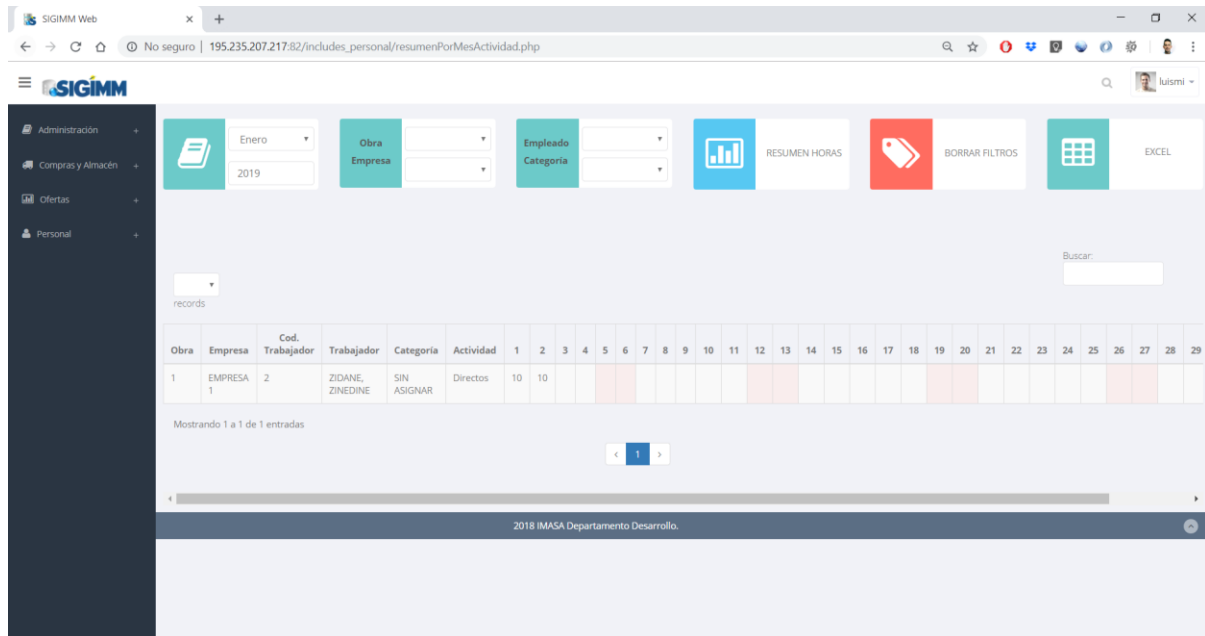 SIGIMM Web
No seguro | 195.235.207.217:82/includes_personal/resumenPorMesActividad.php
SIGÍMM
luismi
Administración +
Compras y Almacén +
Ofertas +
Personal +
Enero
2019
Obra
Empresa
Empleado
Categoría
RESUMEN HORAS
BORRAR FILTROS
EXCEL
Buscar:
records
Obra Empresa Cod. Trabajador Trabajador Categoría Actividad 1 2 3 4 5 6 7 8 9 10 11 12 13 14 15 16 17 18 19 20 21 22 23 24 25 26 27 28 29
1 EMPRESA 1 2 ZIDANE, ZINEDINE SIN ASIGNAR Directos 10 10
Mostrando 1 a 1 de 1 entradas
< 1 >
2018 IMASA Departamento Desarrollo.